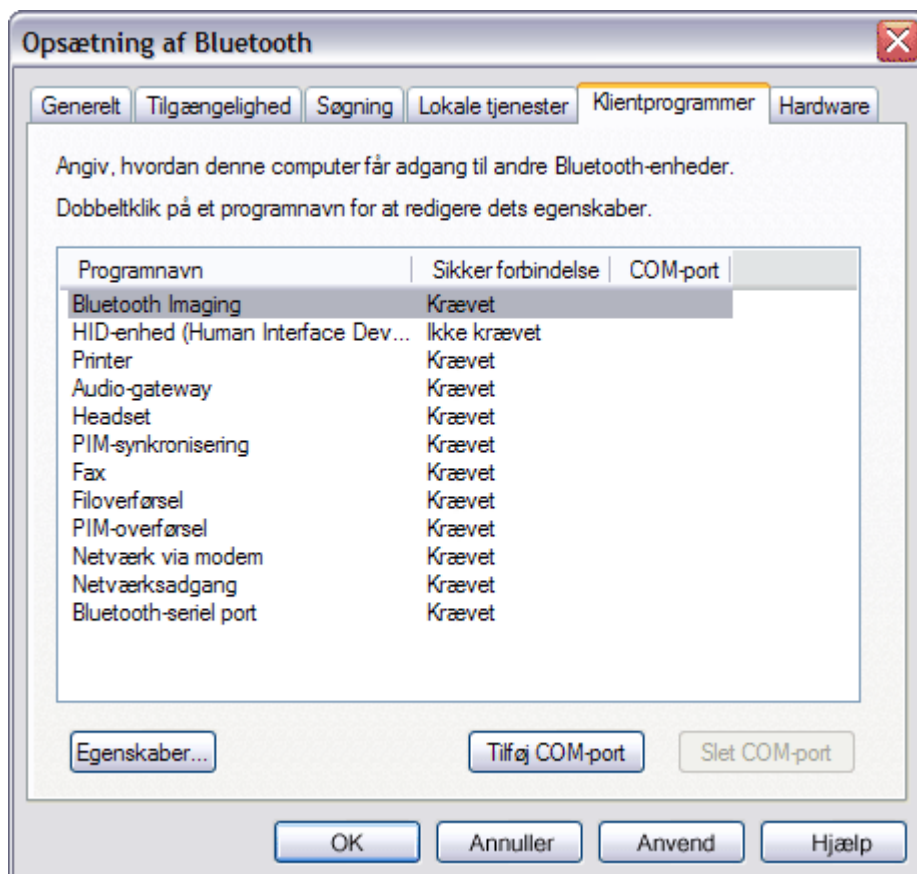 Opsætning af Bluetooth
Generelt Tilgængelighed Søgning Lokale tjenester Klientprogrammer Hardware
Angiv, hvordan denne computer får adgang til andre Bluetooth-enheder.
Dobbeltklik på et programnavn for at redigere dets egenskaber.
Programnavn Sikker forbindelse COM-port
Bluetooth Imaging Krævet
HID-enhed (Human Interface Dev... Ikke krævet
Printer Krævet
Audio-gateway Krævet
Headset Krævet
PIM-synkronisering Krævet
Fax Krævet
Filoverførsel Krævet
PIM-overførsel Krævet
Netværk via modem Krævet
Netværksadgang Krævet
Bluetooth-seriel port Krævet
Egenskaber... Tilføj COM-port Slet COM-port
OK Annuller Anvend Hjælp